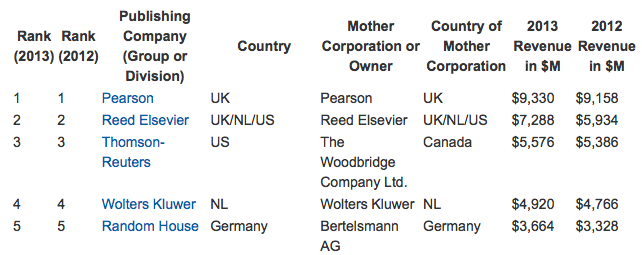 Rank (2013) Rank (2012) Publishing Company (Group or Division) Country Mother Corporation or Owner Country of Mother Corporation 2013 Revenue in $M 2012 Revenue in $M
1 1 Pearson UK Pearson UK $9,330 $9,158
2 2 Reed Elsevier UK/NL/US Reed Elsevier UK/NL/US $7,288 $5,934
3 3 Thomson-Reuters US The Woodbridge Company Ltd. Canada $5,576 $5,386
4 4 Wolters Kluwer NL Wolters Kluwer NL $4,920 $4,766
5 5 Random House Germany Bertelsmann AG Germany $3,664 $3,328